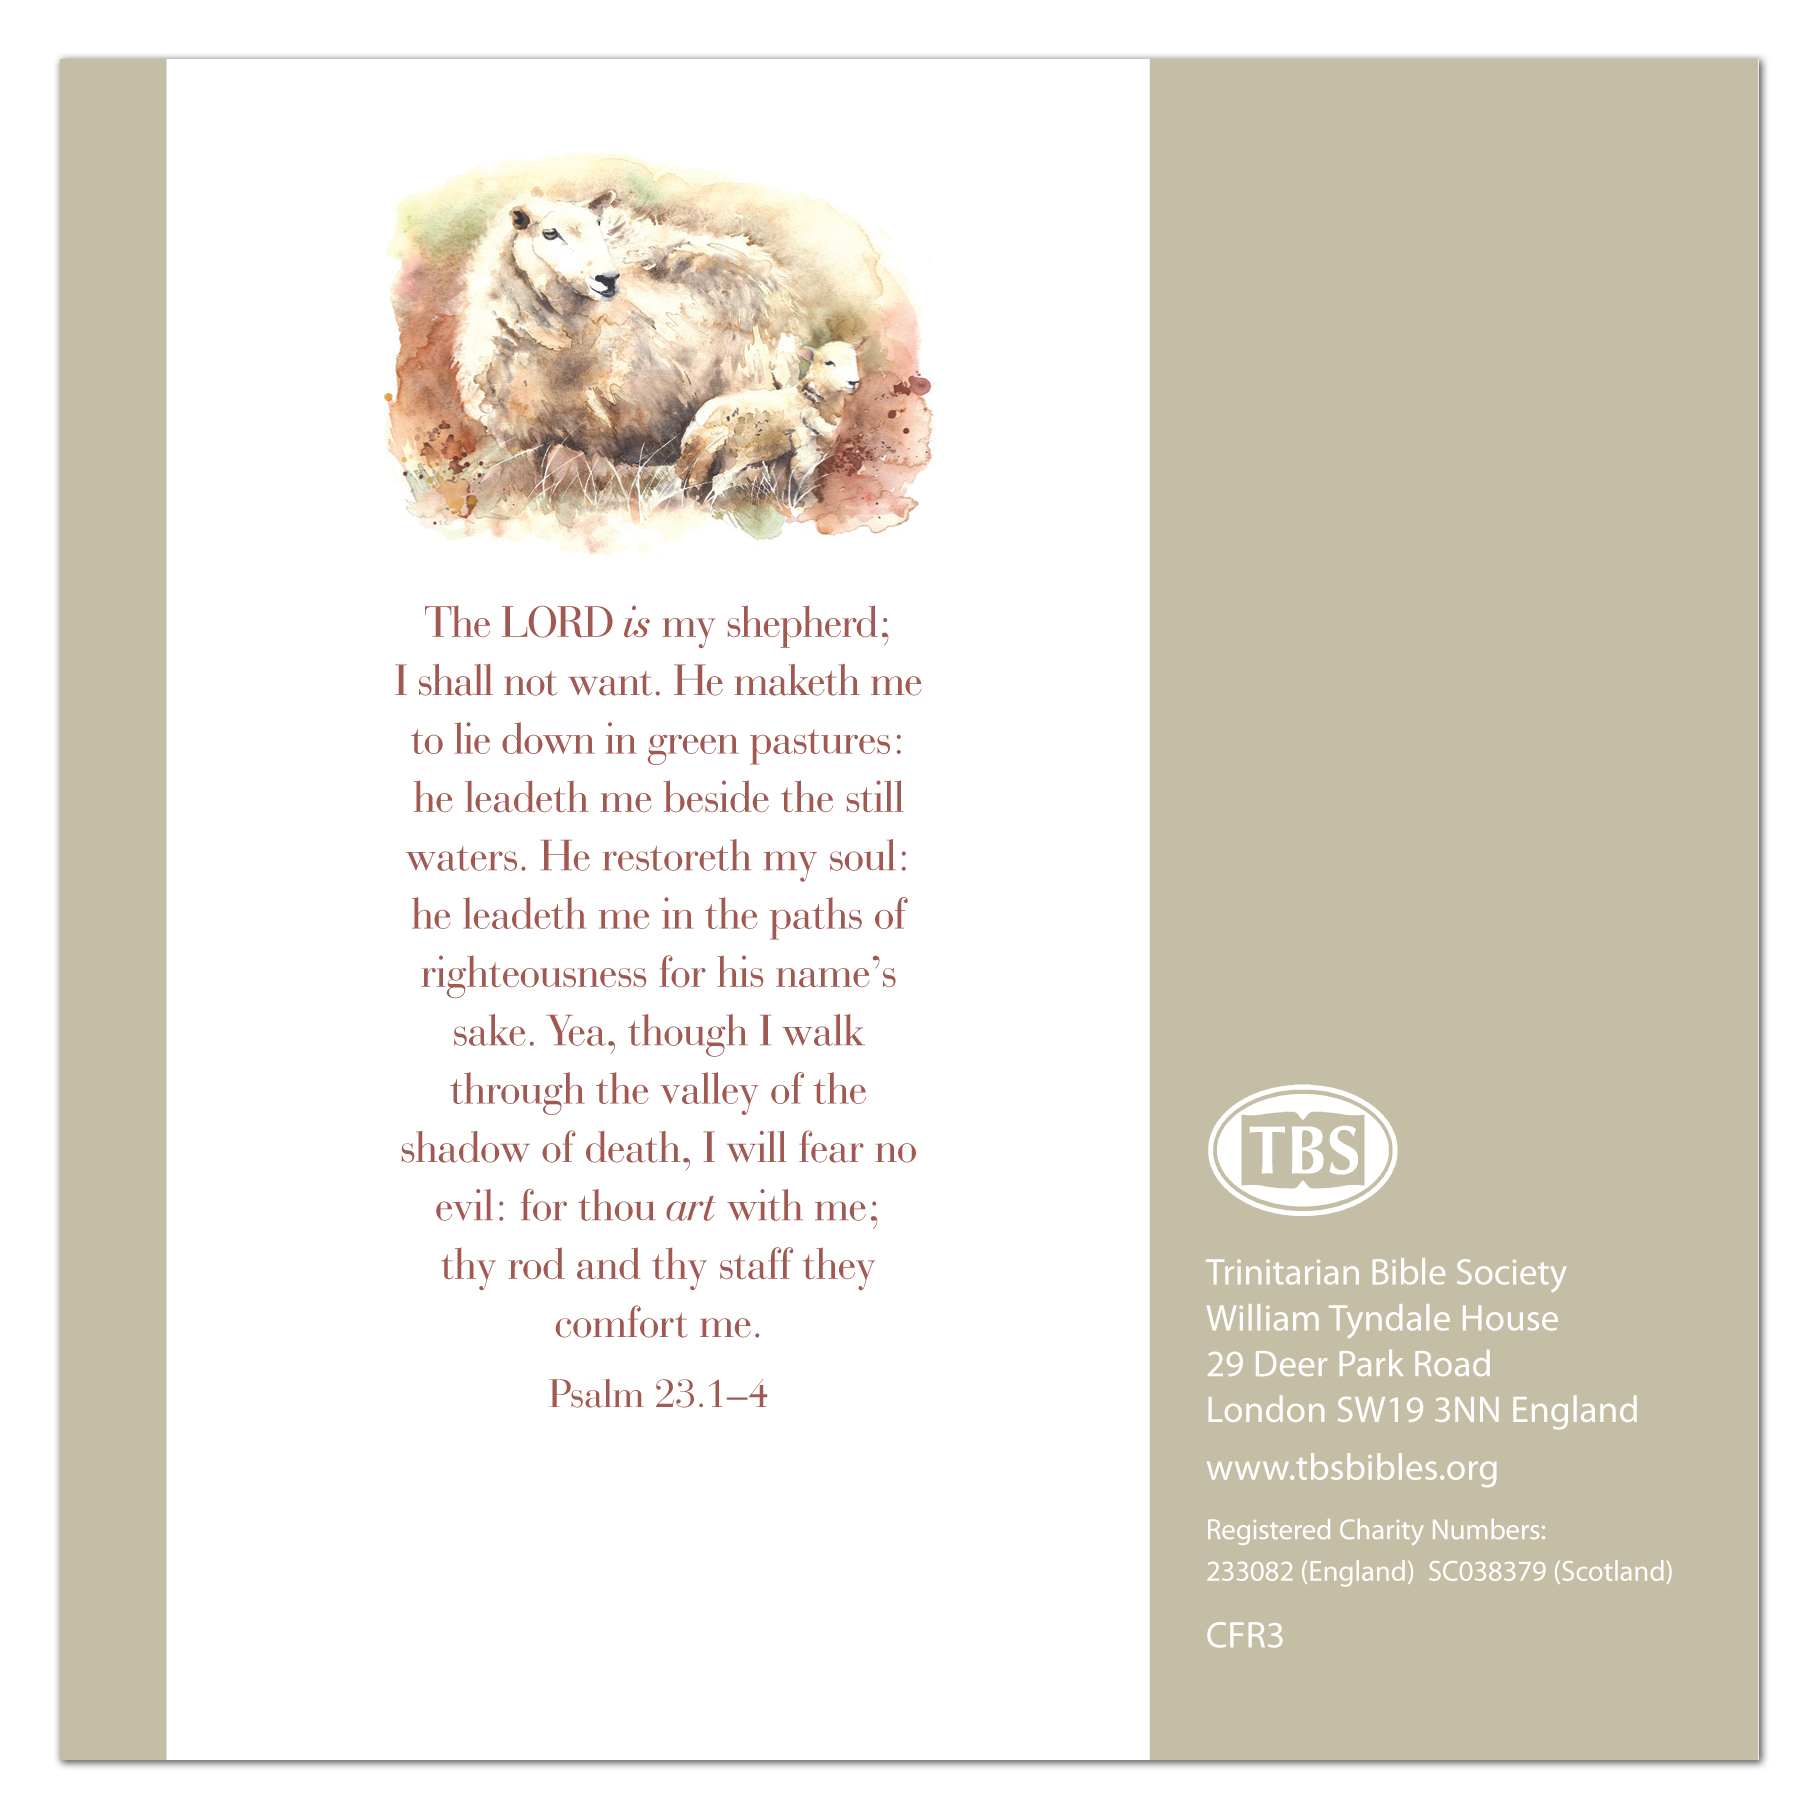 The LORD is my shepherd;
I shall not want. He maketh me
to lie down in green pastures:
he leadeth me beside the still
waters. He restoreth my soul:
he leadeth me in the paths of
righteousness for his name’s
sake. Yea, though I walk
through the valley of the
shadow of death, I will fear no
evil: for thou art with me;
thy rod and thy staff they
comfort me.
Psalm 23.1–4
TBS
Trinitarian Bible Society
William Tyndale House
29 Deer Park Road
London SW19 3NN England
www.tbsbibles.org
Registered Charity Numbers:
233082 (England) SC038379 (Scotland)
CFR3